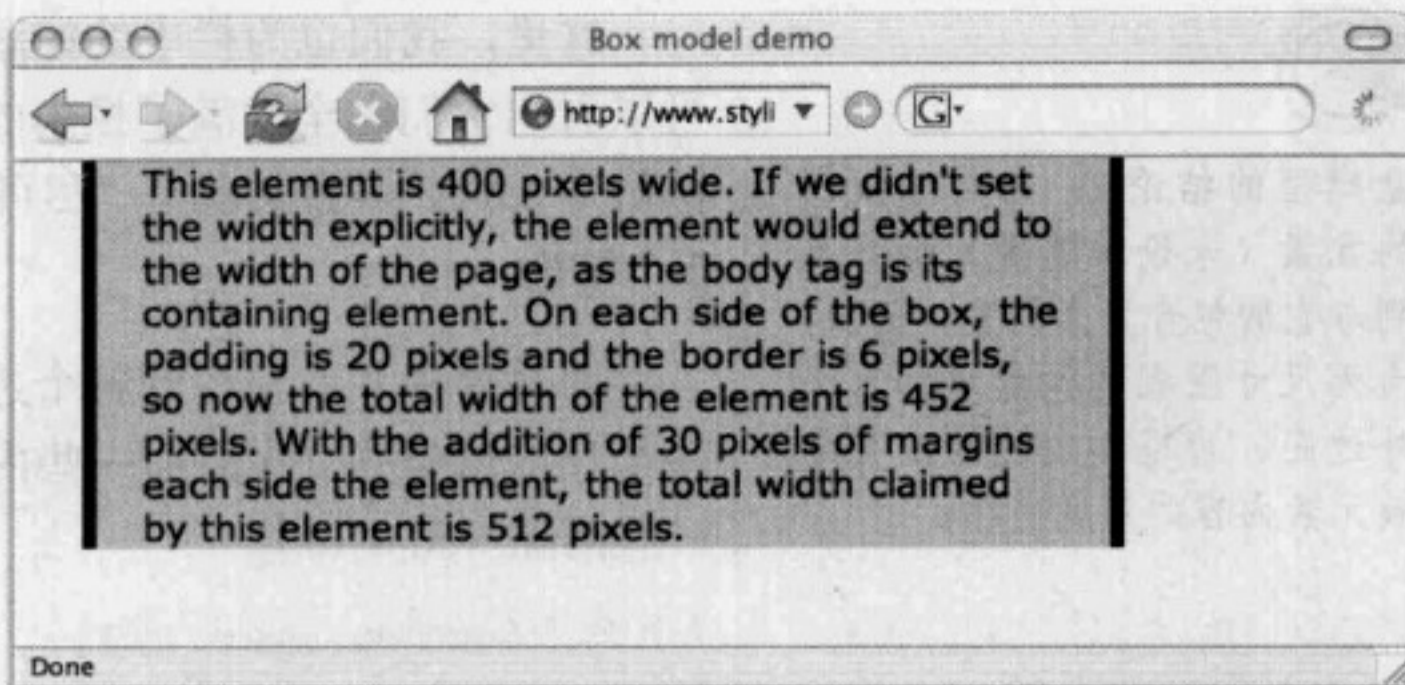 Box model demo
http://www.styli
G
This element is 400 pixels wide. If we didn't set
the width explicitly, the element would extend to
the width of the page, as the body tag is its
containing element. On each side of the box, the
padding is 20 pixels and the border is 6 pixels,
so now the total width of the element is 452
pixels. With the addition of 30 pixels of margins
each side the element, the total width claimed
by this element is 512 pixels.
Done